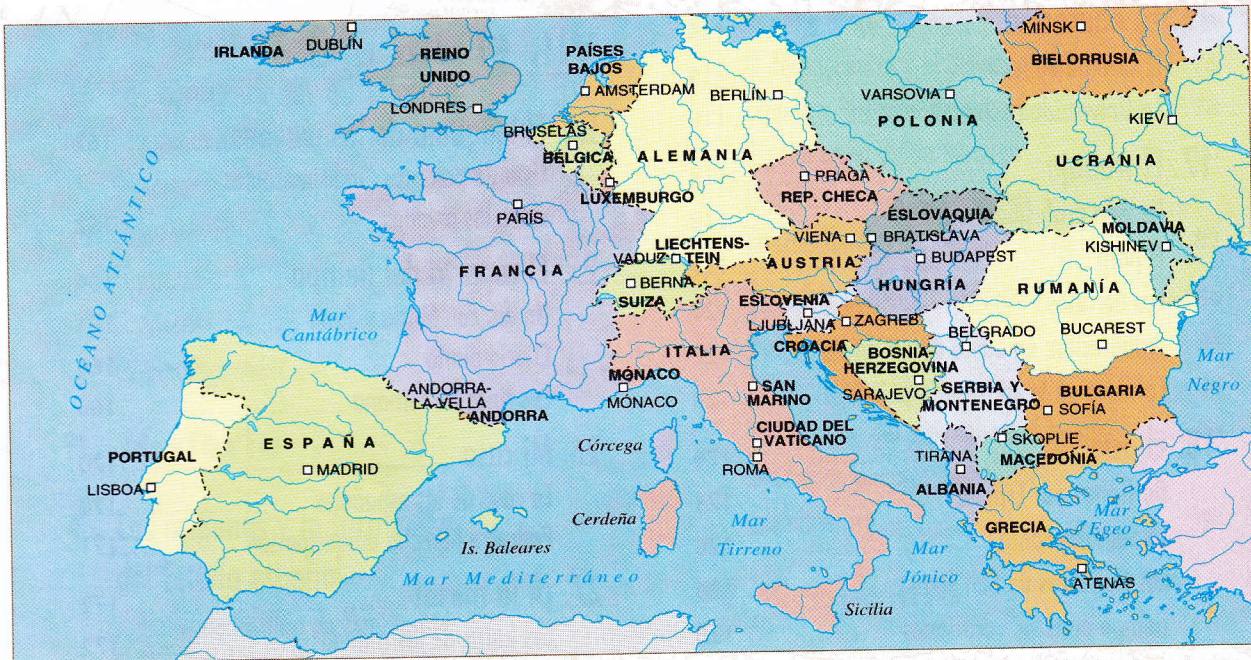 IRLANDA
DUBLÍN
REINO
UNIDO
LONDRES
PAÍSES
BAJOS
AMSTERDAM
BERLÍN
VARSOVIA
POLONIA
MINSK
BIELORRUSIA
KIEV
UCRANIA
BRUSELAS
BÉLGICA
ALEMANIA
LUXEMBURGO
PRAGA
REP. CHECA
ESLOVAQUIA
BRATISLAVA
VIENA
AUSTRIA
BUDAPEST
HUNGRÍA
MOLDAVIA
KISHINEV
RUMANÍA
BUCAREST
OCÉANO ATLÁNTICO
PARÍS
FRANCIA
LIECHTENS-
TEIN
VADUZ
BERNA
SUIZA
ESLOVENIA
LJUBLJANA
ZAGREB
CROACIA
BELGRADO
Mar
Cantábrico
ITALIA
MÓNACO
MÓNACO
SAN
MARINO
BOSNIA-
HERZEGOVINA
SARAJEVO
SERBIA Y
MONTENEGRO
BULGARIA
SOFÍA
Mar
Negro
ANDORRA-
LA-VELLA
ANDORRA
ESPAÑA
MADRID
PORTUGAL
LISBOA
Córcega
CIUDAD DEL
VATICANO
ROMA
SKOPLIE
MACEDONIA
TIRANA
ALBANIA
GRECIA
Mar
Egeo
ATENAS
Cerdeña
Is. Baleares
Mar
Tirreno
Mar
Jónico
Mar Mediterráneo
Sicilia